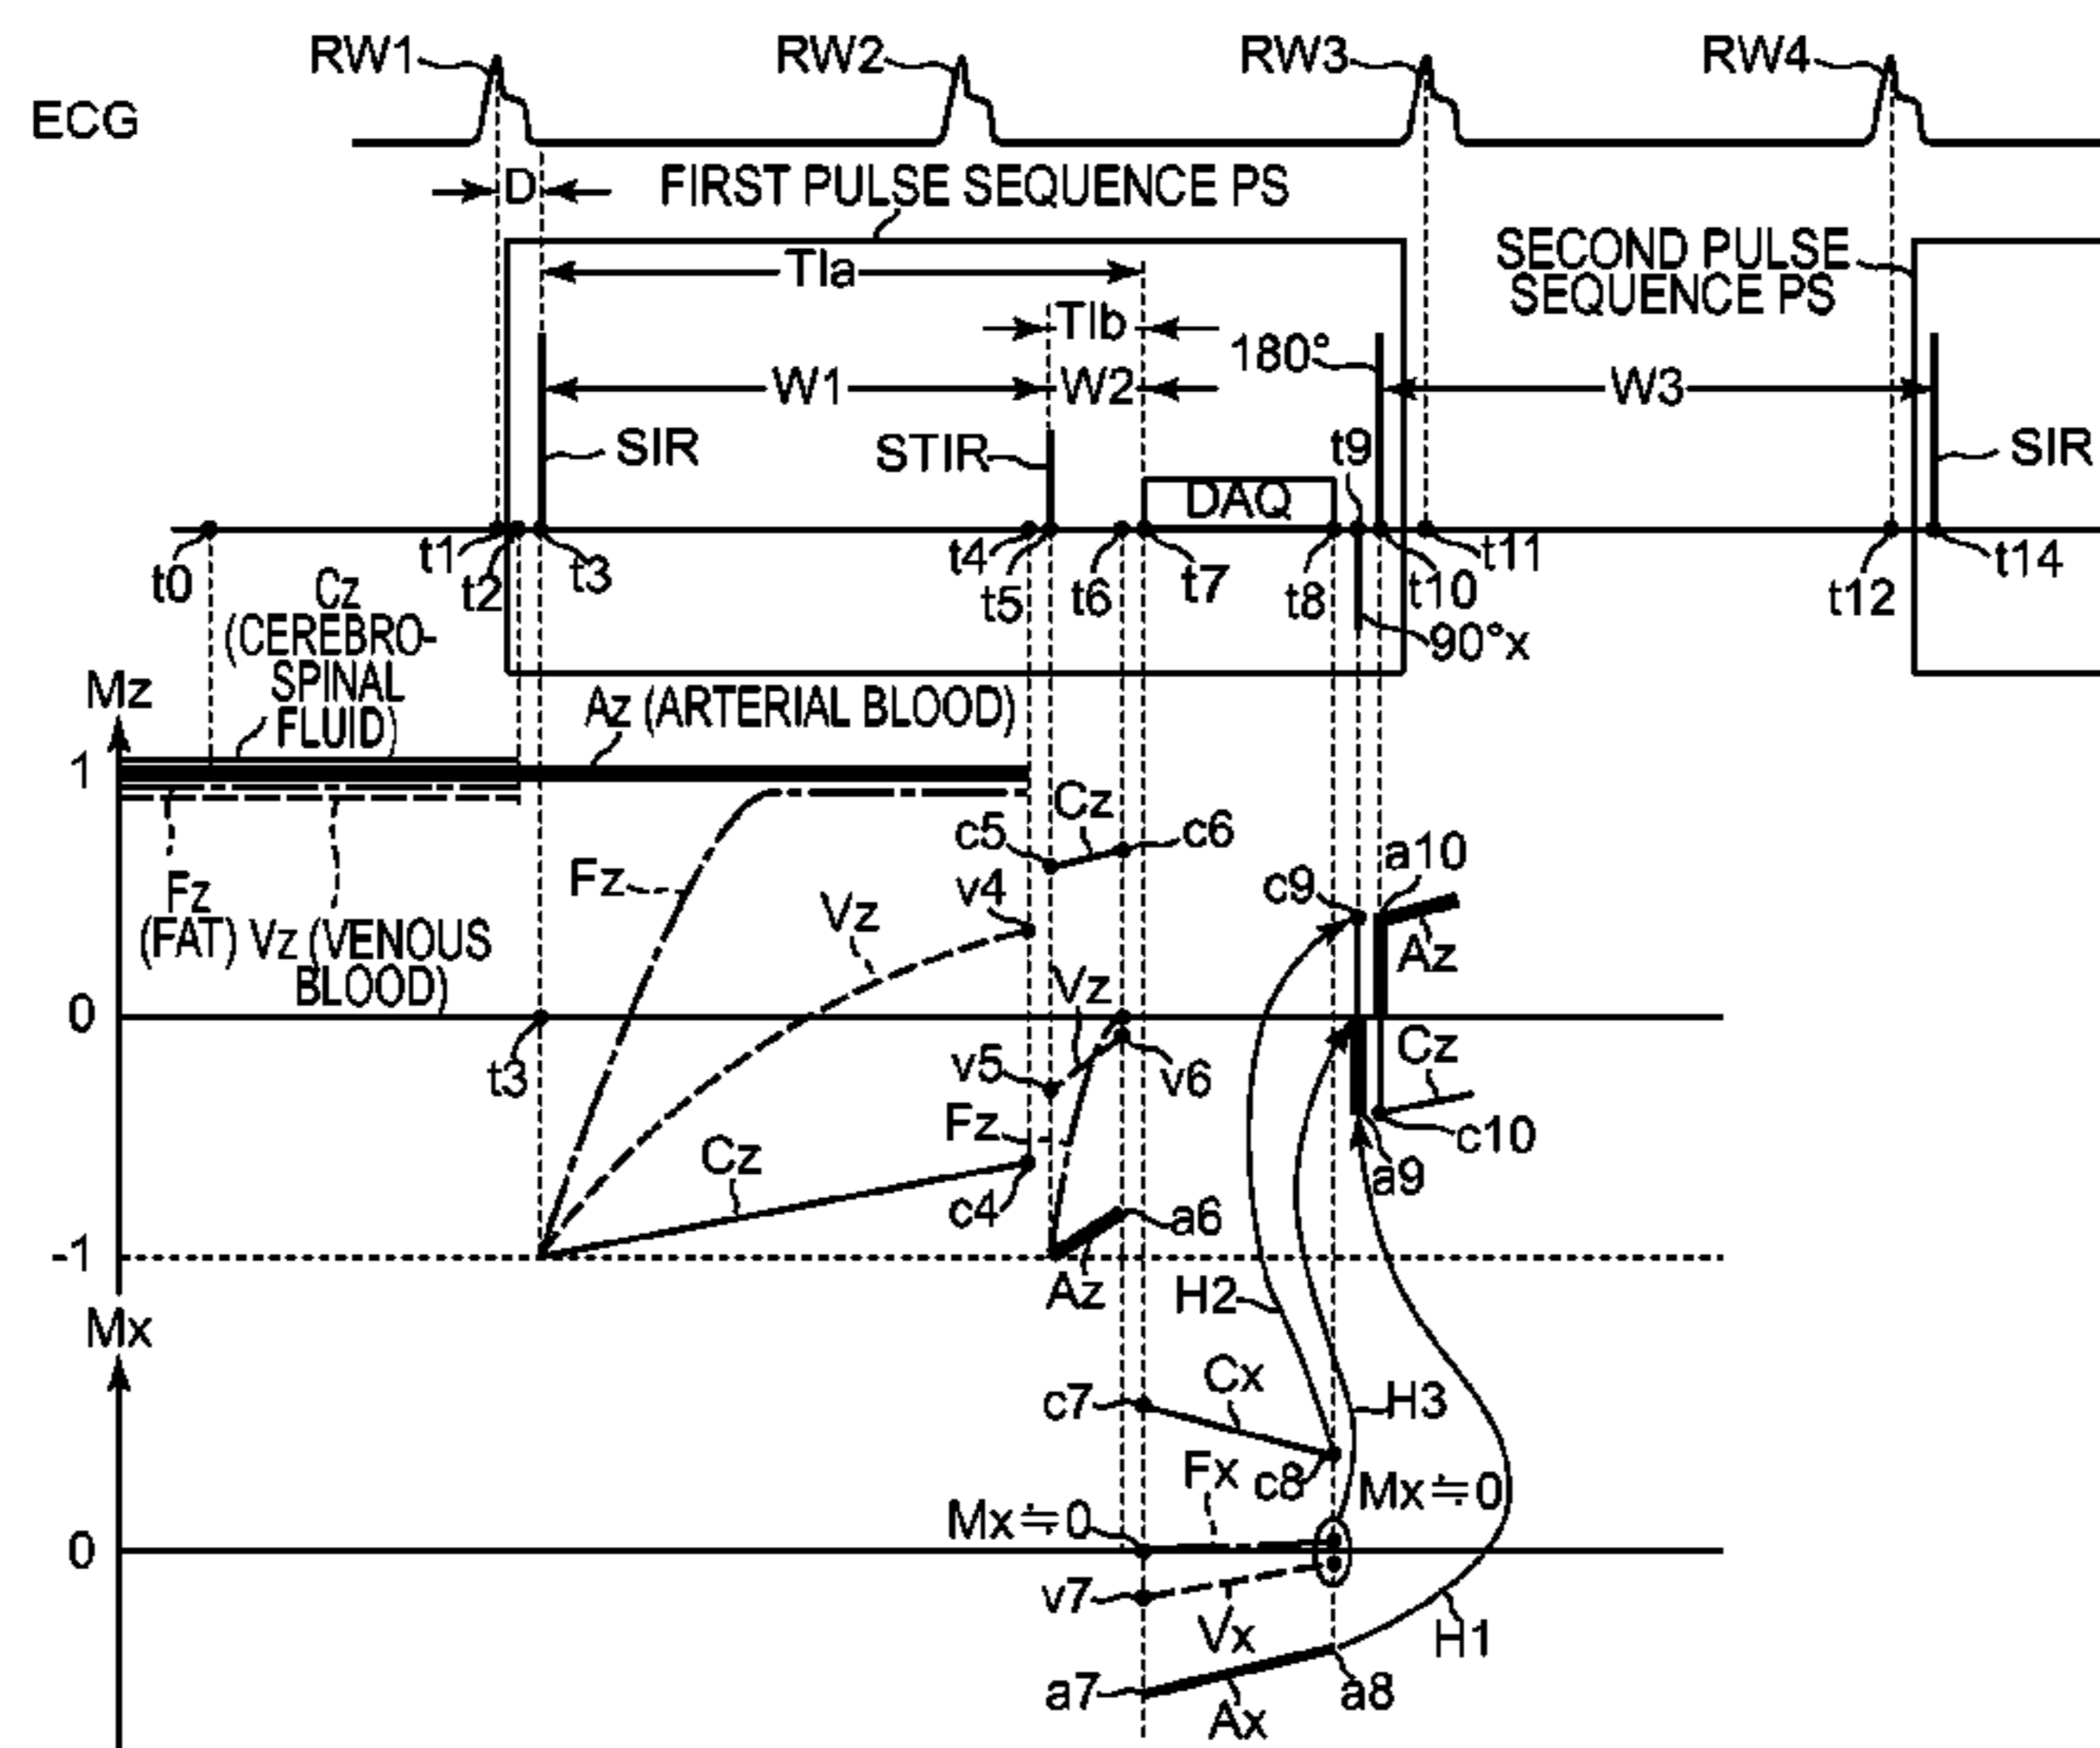 RW1
RW2
RW3
RW4
ECG
D
FIRST PULSE SEQUENCE PS
TIa
SECOND PULSE
SEQUENCE PS
TIb
180°
W1
W2
W3
SIR
STIR
t9
SIR
DAQ
t0
t1
t2
t3
t4
t5
t6
t7
t8
t10
t11
t12
t14
90°x
Cz
(CEREBRO-
SPINAL
FLUID)
Mz
Az (ARTERIAL BLOOD)
1
Cz
c5
c6
a10
Fz
v4
c9
Fz
(FAT)
Vz (VENOUS
BLOOD)
Vz
Az
0
Vz
t3
v5
v6
Cz
Fz
c10
Cz
a9
c4
a6
-1
Az
H2
Mx
Cx
c7
H3
Fx
c8
Mx≒0
Mx≒0
0
v7
Vx
H1
a7
a8
Ax